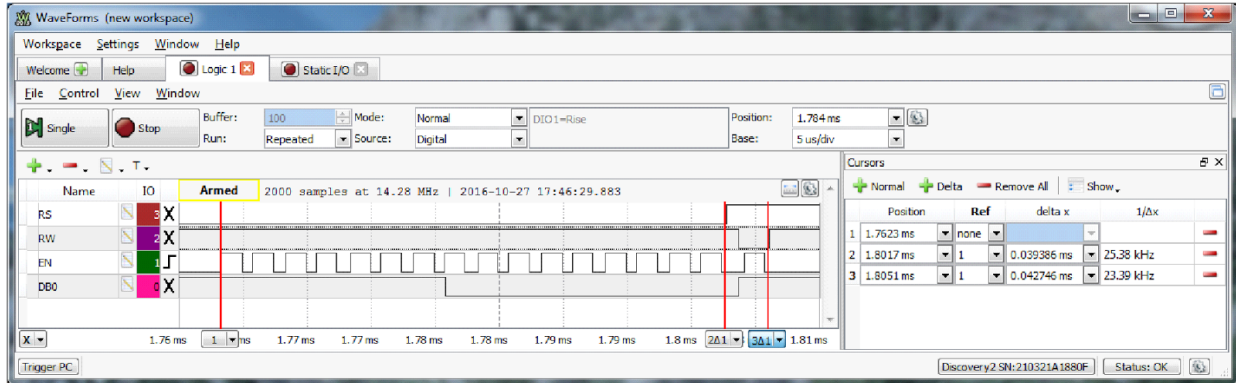 WaveForms (new workspace)
Workspace Settings Window Help
Welcome Help Logic 1 Static I/O
File Control View Window
Single Stop Buffer: 100 Mode: Normal DIO1=Rise Position: 1.784 ms
Run: Repeated Source: Digital Base: 5 us/div
Cursors
Normal Delta Remove All Show
Name IO Armed 2000 samples at 14.28 MHz | 2016-10-27 17:46:29.883
Position Ref delta x 1/Δx
RS 3 X
RW 2 X
EN 1
DB0 0 X
1 1.7623 ms none
2 1.8017 ms 1 0.039386 ms 25.38 kHz
3 1.8051 ms 1 0.042746 ms 23.39 kHz
X 1.76 ms 1 ms 1.77 ms 1.77 ms 1.78 ms 1.78 ms 1.79 ms 1.79 ms 1.8 ms 2Δ1 3Δ1 1.81 ms
Trigger PC Discovery2 SN:210321A1880F Status: OK